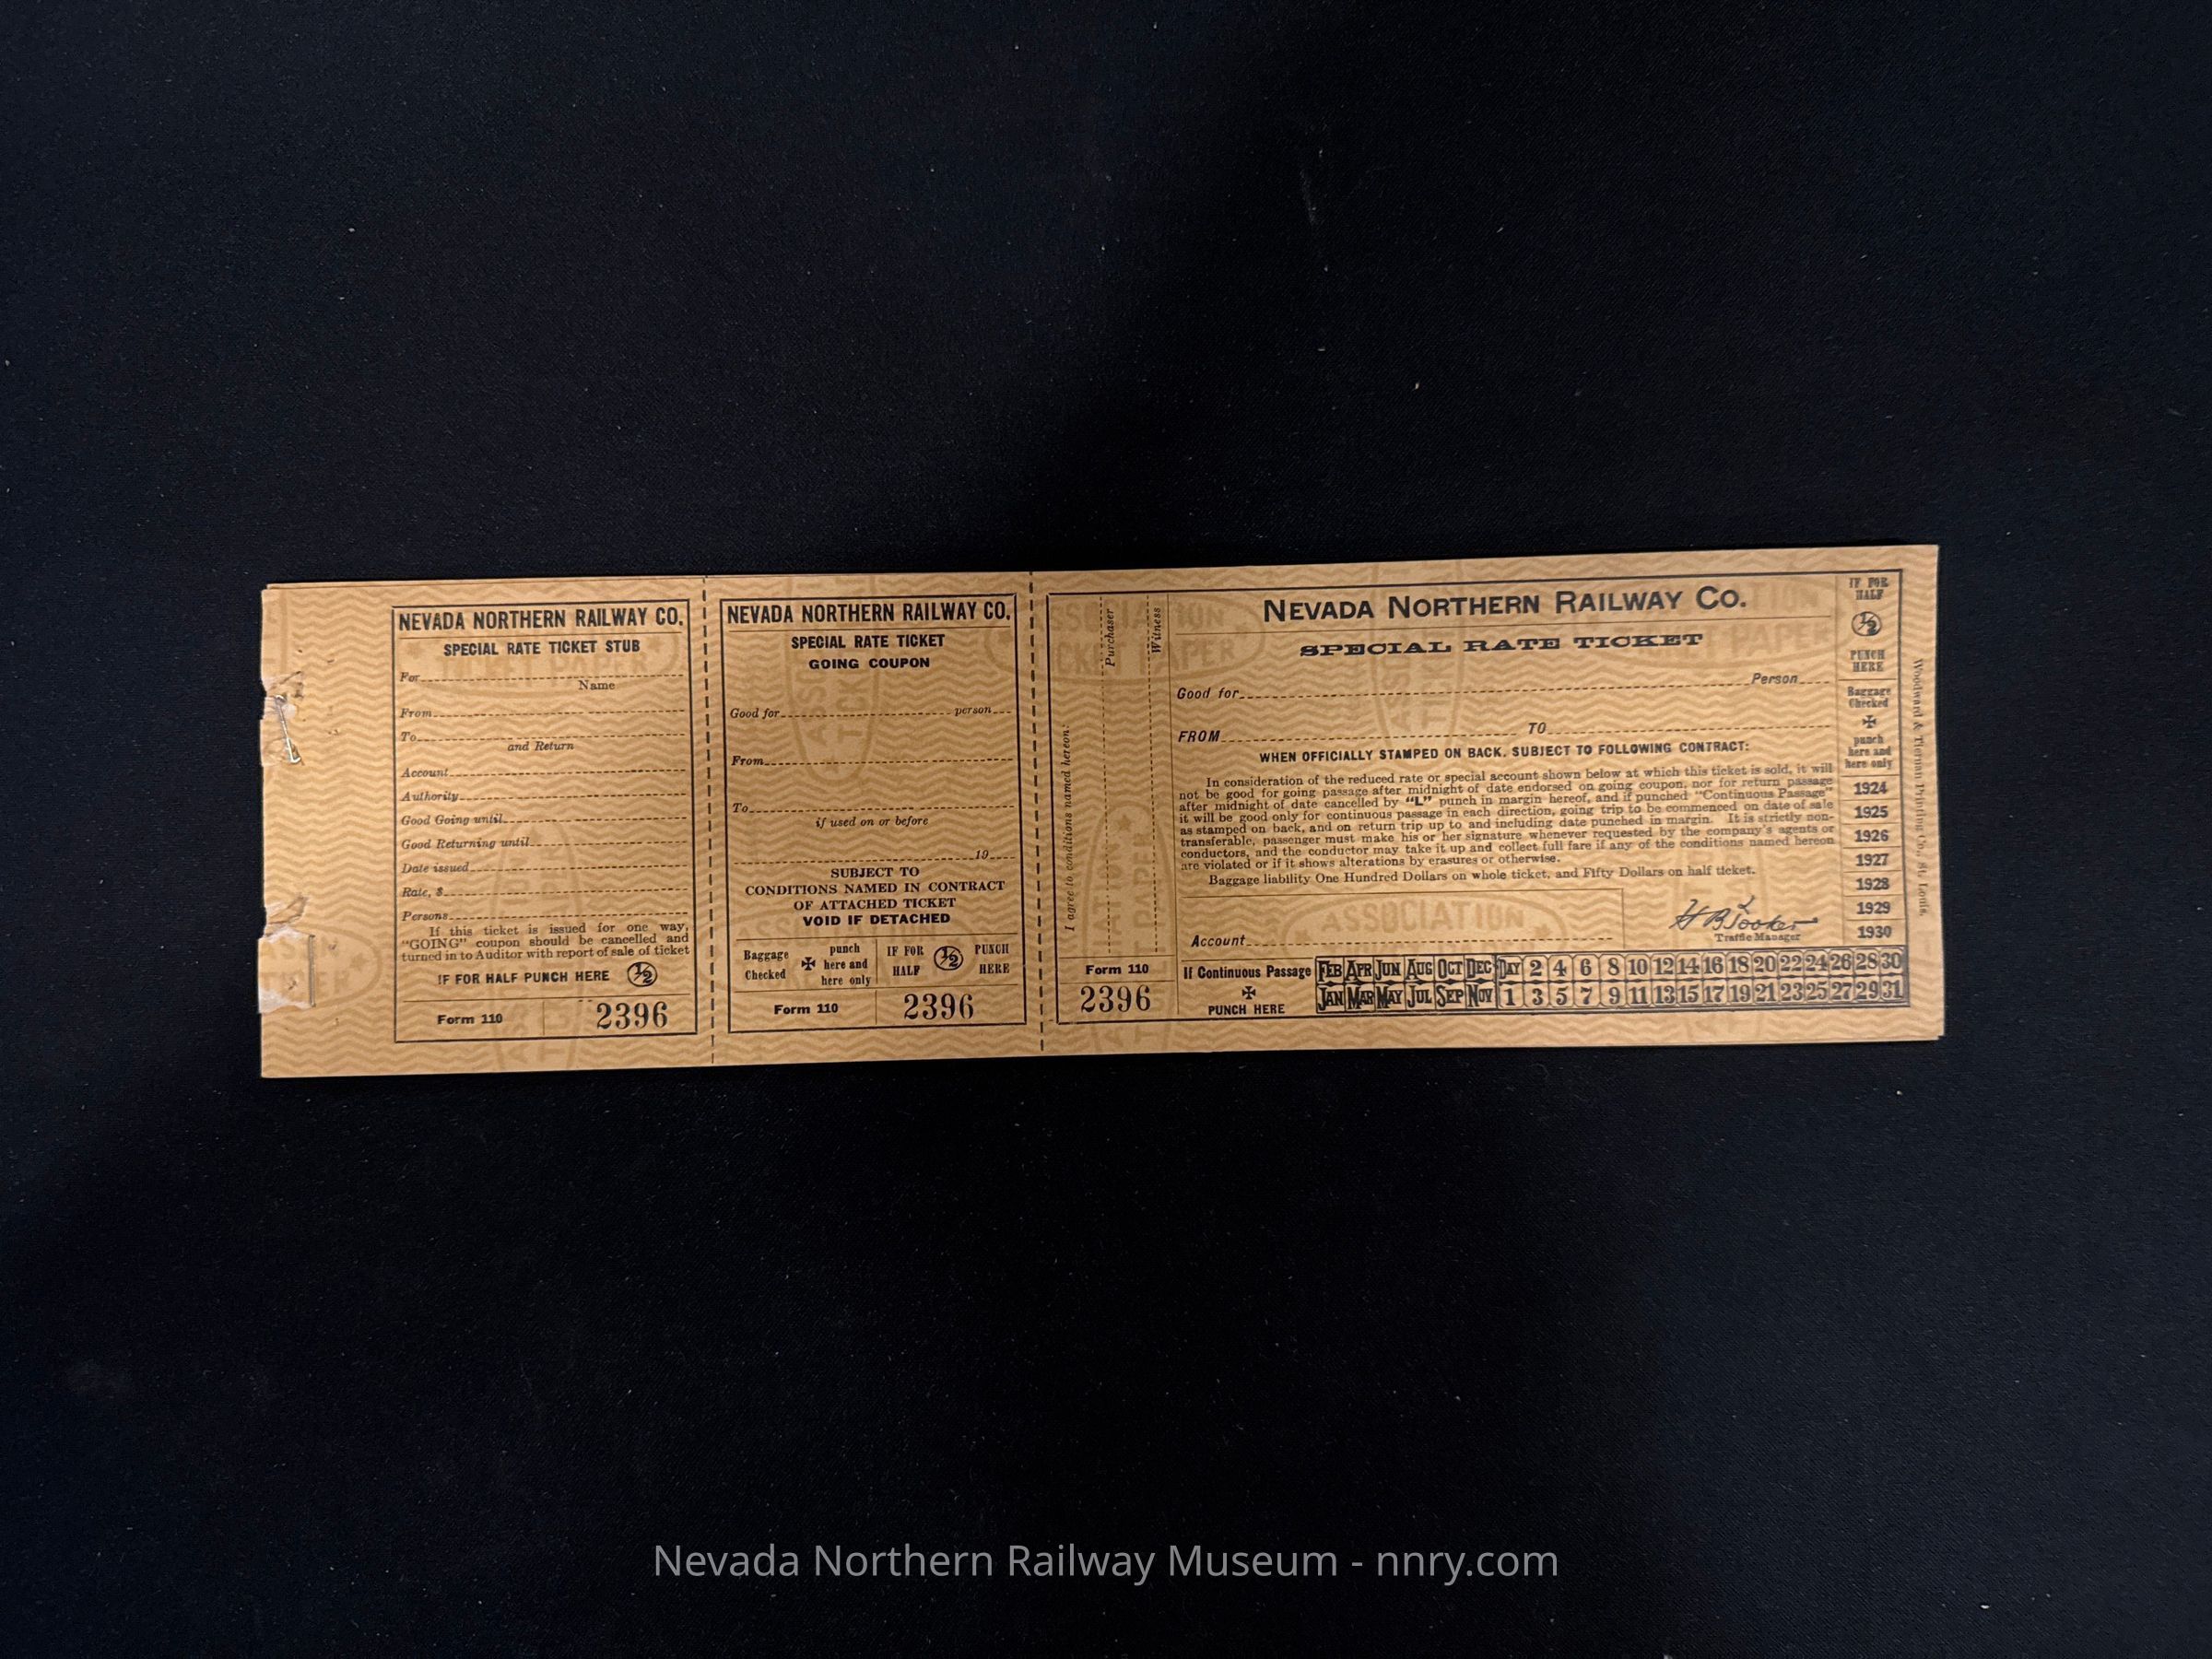 NEVADA NORTHERN RAILWAY CO.
SPECIAL RATE TICKET STUB
For
Name
From
To
and Return
Account
Authority
Good Going until
Good Returning until
Date issued
Rate, $
Persons
If this ticket is issued for one way,
"GOING" coupon should be cancelled and
turned in to Auditor with report of sale of ticket
IF FOR HALF PUNCH HERE ½
Form 110 2396
NEVADA NORTHERN RAILWAY CO.
SPECIAL RATE TICKET
GOING COUPON
Good for person
From
To
if used on or before
19
SUBJECT TO
CONDITIONS NAMED IN CONTRACT
OF ATTACHED TICKET
VOID IF DETACHED
Baggage Checked ✠ punch here and here only
IF FOR HALF ½ PUNCH HERE
Form 110 2396
I agree to conditions named hereon:
Purchaser
Witness
Form 110
2396
NEVADA NORTHERN RAILWAY CO.
SPECIAL RATE TICKET
Good for Person
FROM TO
WHEN OFFICIALLY STAMPED ON BACK. SUBJECT TO FOLLOWING CONTRACT:
In consideration of the reduced rate or special account shown below at which this ticket is sold, it will
not be good for going passage after midnight of date endorsed on going coupon, nor for return passage
after midnight of date cancelled by "L" punch in margin hereof, and if punched "Continuous Passage"
it will be good only for continuous passage in each direction, going trip to be commenced on date of sale
as stamped on back, and on return trip up to and including date punched in margin. It is strictly non-
transferable, passenger must make his or her signature whenever requested by the company's agents or
conductors, and the conductor may take it up and collect full fare if any of the conditions named hereon
are violated or if it shows alterations by erasures or otherwise.
Baggage liability One Hundred Dollars on whole ticket, and Fifty Dollars on half ticket.
Account
H B Tooker
Traffic Manager
If Continuous Passage
✠
PUNCH HERE
FEB APR JUN AUG OCT DEC DAY 2 4 6 8 10 12 14 16 18 20 22 24 26 28 30
JAN MAR MAY JUL SEP NOV 1 3 5 7 9 11 13 15 17 19 21 23 25 27 29 31
IF FOR
HALF
½
PUNCH
HERE
Baggage
Checked
✠
punch
here and
here only
1924
1925
1926
1927
1928
1929
1930
Woodward & Tiernan Printing Co., St. Louis.
Nevada Northern Railway Museum - nnry.com